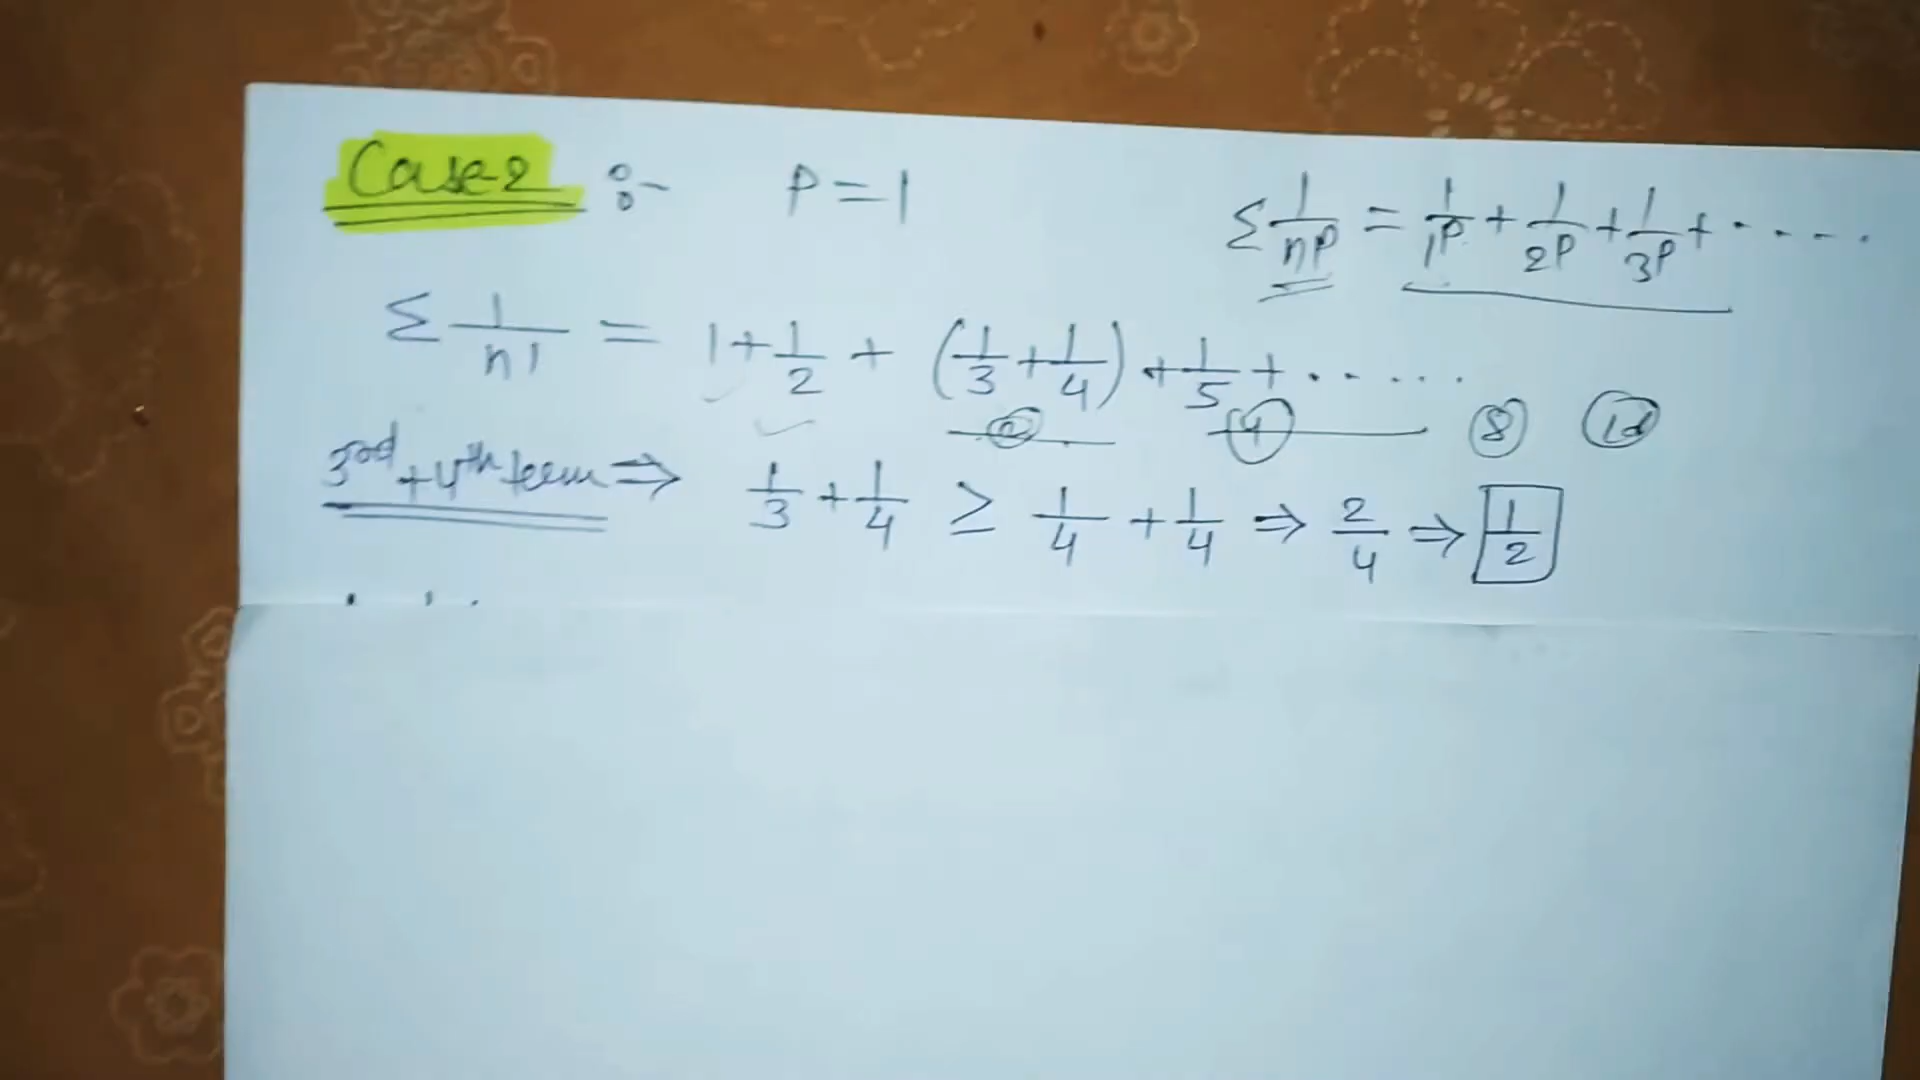 Case 2 :- P = 1
Σ 1/n^P = 1/1^P + 1/2^P + 1/3^P + ....
Σ 1/n^1 = 1 + 1/2 + (1/3 + 1/4) + 1/5 + .....
② ④ ⑧
3rd + 4th term ⇒ 1/3 + 1/4 ≥ 1/4 + 1/4 ⇒ 2/4 ⇒ 1/2